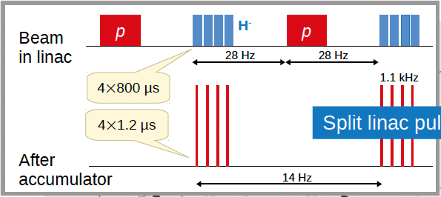 Beam
in linac
p
H-
p
28 Hz
28 Hz
4×800 µs
1.1 kHz
4×1.2 µs
Split linac pul
After
accumulator
14 Hz